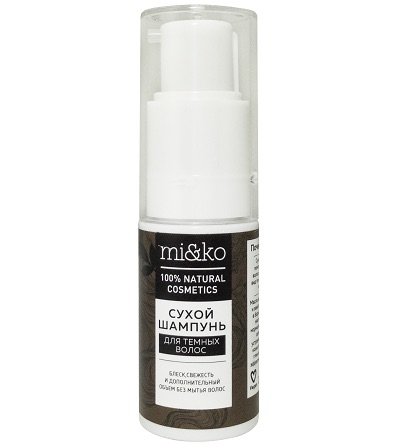 mi&ko
100% NATURAL
COSMETICS
СУХОЙ
ШАМПУНЬ
ДЛЯ ТЕМНЫХ
ВОЛОС
БЛЕСК, СВЕЖЕСТЬ
И ДОПОЛНИТЕЛЬНЫЙ
ОБЪЕМ БЕЗ МЫТЬЯ ВОЛОС